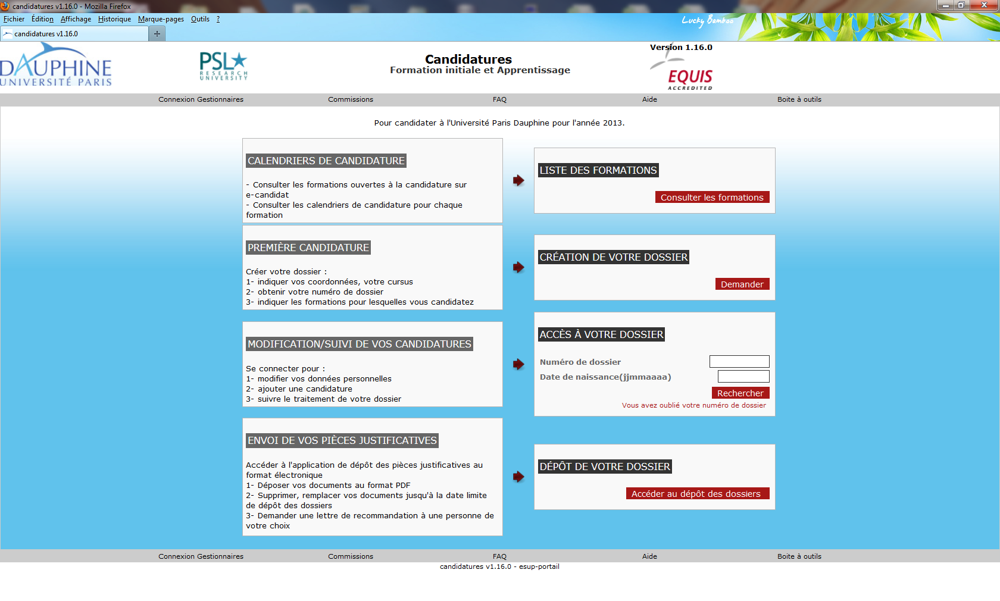 candidatures v1.16.0 - Mozilla Firefox
Fichier Édition Affichage Historique Marque-pages Outils ?
Lucky Bamboo
candidatures v1.16.0
+
DAUPHINE
UNIVERSITÉ PARIS
PSL
RESEARCH
UNIVERSITY
Candidatures
Formation initiale et Apprentissage
Version 1.16.0
EQUIS
ACCREDITED
Connexion Gestionnaires Commissions FAQ Aide Boite à outils
Pour candidater à l'Université Paris Dauphine pour l'année 2013.
CALENDRIERS DE CANDIDATURE
- Consulter les formations ouvertes à la candidature sur
e-candidat
- Consulter les calendriers de candidature pour chaque
formation
LISTE DES FORMATIONS
Consulter les formations
PREMIÈRE CANDIDATURE
Créer votre dossier :
1- indiquer vos coordonnées, votre cursus
2- obtenir votre numéro de dossier
3- indiquer les formations pour lesquelles vous candidatez
CRÉATION DE VOTRE DOSSIER
Demander
MODIFICATION/SUIVI DE VOS CANDIDATURES
Se connecter pour :
1- modifier vos données personnelles
2- ajouter une candidature
3- suivre le traitement de votre dossier
ACCÈS À VOTRE DOSSIER
Numéro de dossier
Date de naissance(jjmmaaaa)
Rechercher
Vous avez oublié votre numéro de dossier
ENVOI DE VOS PIÈCES JUSTIFICATIVES
Accéder à l'application de dépôt des pièces justificatives au
format électronique
1- Déposer vos documents au format PDF
2- Supprimer, remplacer vos documents jusqu'à la date limite
de dépôt des dossiers
3- Demander une lettre de recommandation à une personne de
votre choix
DÉPÔT DE VOTRE DOSSIER
Accéder au dépôt des dossiers
Connexion Gestionnaires Commissions FAQ Aide Boite à outils
candidatures v1.16.0 - esup-portail